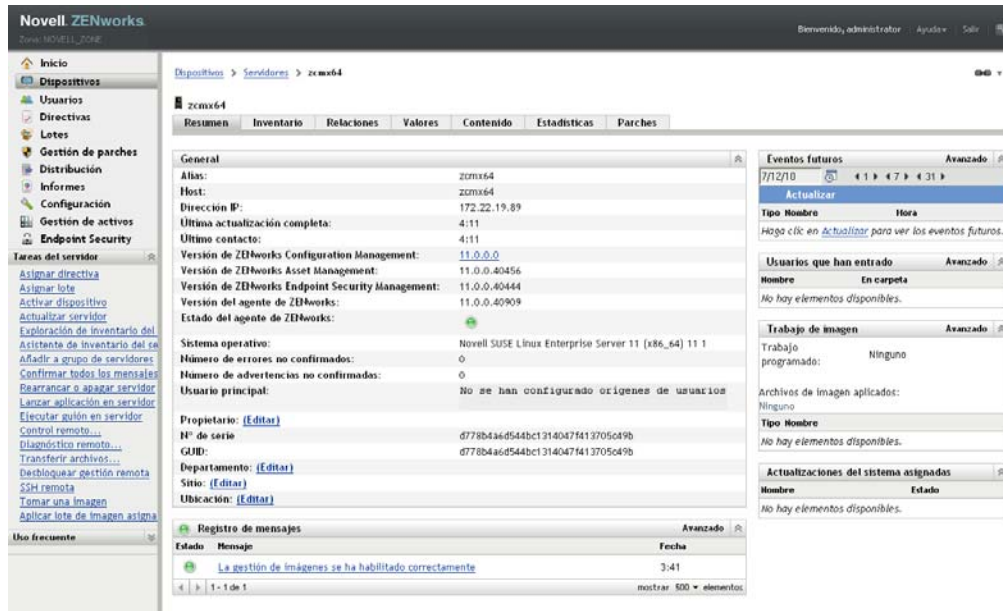 Novell ZENworks
Zona: NOVELL_ZONE
Bienvenido, administrator
Ayuda
Salir
Inicio
Dispositivos
Usuarios
Directivas
Lotes
Gestión de parches
Distribución
Informes
Configuración
Gestión de activos
Endpoint Security
Tareas del servidor
Asignar directiva
Asignar lote
Activar dispositivo
Actualizar servidor
Exploración de inventario del
Asistente de inventario del se
Añadir a grupo de servidores
Confirmar todos los mensajes
Rearrancar o apagar servidor
Lanzar aplicación en servidor
Ejecutar guión en servidor
Control remoto...
Diagnóstico remoto...
Transferir archivos...
Desbloquear gestión remota
SSH remota
Tomar una imagen
Aplicar lote de imagen asigna
Uso frecuente
Dispositivos > Servidores > zcmx64
zcmx64
Resumen Inventario Relaciones Valores Contenido Estadísticas Parches
General
Alias: zcmx64
Host: zcmx64
Dirección IP: 172.22.19.89
Última actualización completa: 4:11
Último contacto: 4:11
Versión de ZENworks Configuration Management: 11.0.0.0
Versión de ZENworks Asset Management: 11.0.0.40456
Versión de ZENworks Endpoint Security Management: 11.0.0.40444
Versión del agente de ZENworks: 11.0.0.40909
Estado del agente de ZENworks:
Sistema operativo: Novell SUSE Linux Enterprise Server 11 (x86_64) 11 1
Número de errores no confirmados: 0
Número de advertencias no confirmadas: 0
Usuario principal: No se han configurado orígenes de usuarios
Propietario: (Editar)
Nº de serie d778b4a6d544bc1314047f413705c49b
GUID: d778b4a6d544bc1314047f413705c49b
Departamento: (Editar)
Sitio: (Editar)
Ubicación: (Editar)
Registro de mensajes Avanzado
Estado Mensaje Fecha
La gestión de imágenes se ha habilitado correctamente 3:41
1 - 1 de 1 mostrar 500 elementos
Eventos futuros Avanzado
7/12/10 1 7 31
Actualizar
Tipo Nombre Hora
Haga clic en Actualizar para ver los eventos futuros.
Usuarios que han entrado Avanzado
Nombre En carpeta
No hay elementos disponibles.
Trabajo de imagen Avanzado
Trabajo programado: Ninguno
Archivos de imagen aplicados:
Ninguno
Tipo Nombre
No hay elementos disponibles.
Actualizaciones del sistema asignadas
Nombre Estado
No hay elementos disponibles.